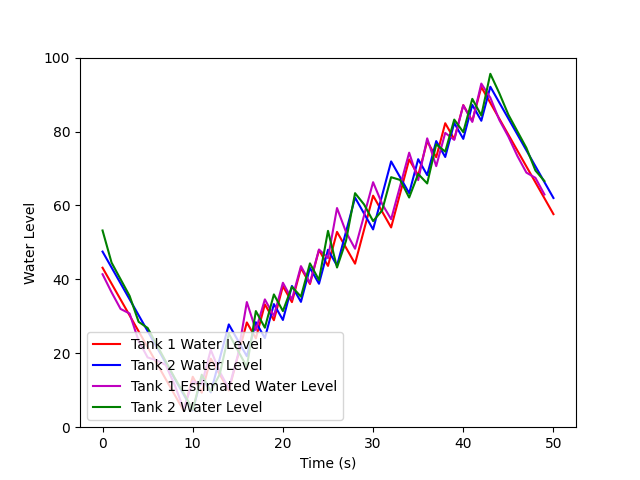 100
80
60
40
20
0
Water Level
Tank 1 Water Level
Tank 2 Water Level
Tank 1 Estimated Water Level
Tank 2 Water Level
0 10 20 30 40 50
Time (s)